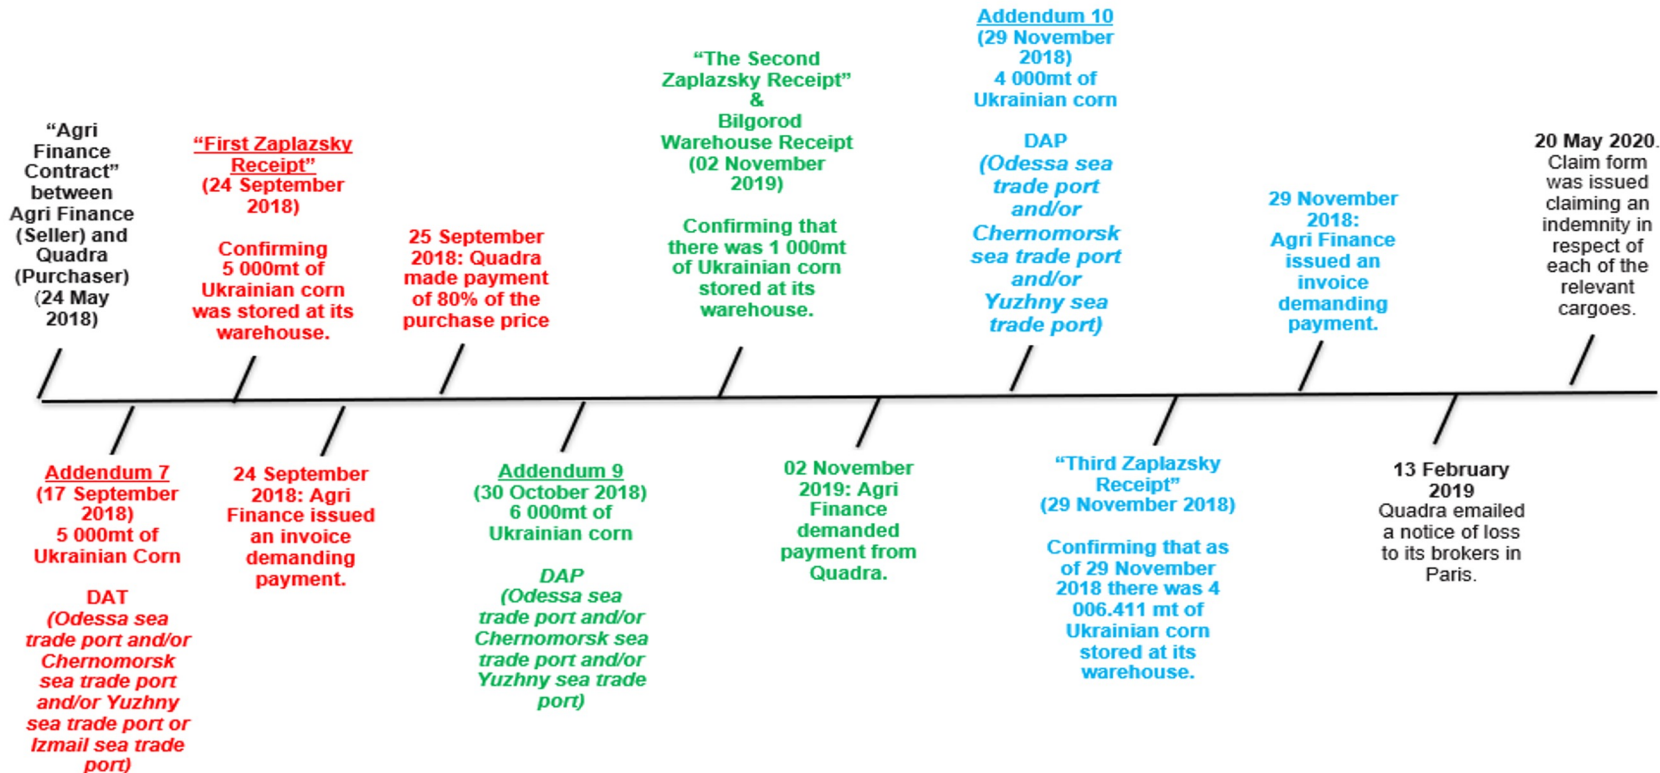 “Agri
Finance
Contract”
between
Agri Finance
(Seller) and
Quadra
(Purchaser)
(24 May
2018)
Addendum 7
(17 September
2018)
5 000mt of
Ukrainian Corn
DAT
(Odessa sea
trade port and/or
Chernomorsk
sea trade port
and/or Yuzhny
sea trade port or
Izmail sea trade
port)
“First Zaplazsky
Receipt”
(24 September
2018)
Confirming
5 000mt of
Ukrainian corn
was stored at its
warehouse.
24 September
2018: Agri
Finance issued
an invoice
demanding
payment.
25 September
2018: Quadra
made payment
of 80% of the
purchase price
Addendum 9
(30 October 2018)
6 000mt of
Ukrainian corn
DAP
(Odessa sea
trade port and/or
Chernomorsk sea
trade port and/or
Yuzhny sea trade
port)
“The Second
Zaplazsky Receipt”
&
Bilgorod
Warehouse Receipt
(02 November
2019)
Confirming that
there was 1 000mt
of Ukrainian corn
stored at its
warehouse.
02 November
2019: Agri
Finance
demanded
payment from
Quadra.
Addendum 10
(29 November
2018)
4 000mt of
Ukrainian corn
DAP
(Odessa sea
trade port
and/or
Chernomorsk
sea trade port
and/or
Yuzhny sea
trade port)
“Third Zaplazsky
Receipt”
(29 November 2018)
Confirming that as
of 29 November
2018 there was 4
006.411 mt of
Ukrainian corn
stored at its
warehouse.
29 November
2018:
Agri Finance
issued an
invoice
demanding
payment.
13 February
2019
Quadra emailed
a notice of loss
to its brokers in
Paris.
20 May 2020.
Claim form
was issued
claiming an
indemnity in
respect of
each of the
relevant
cargoes.